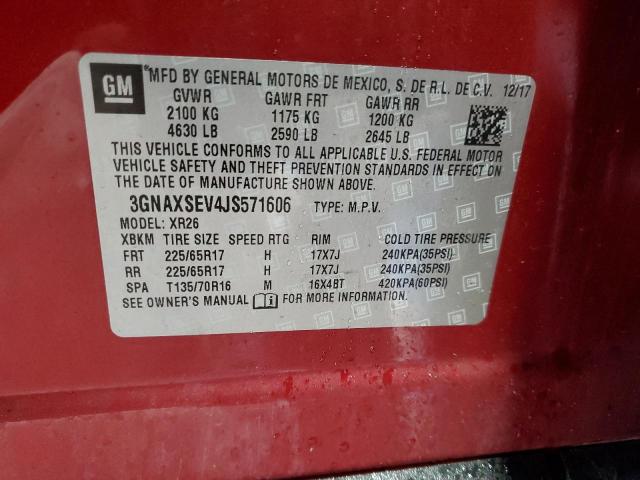 GM
*MFD BY GENERAL MOTORS DE MEXICO, S. DE R.L. DE C.V. 12/17
GVWR GAWR FRT GAWR RR
2100 KG 1175 KG 1200 KG
4630 LB 2590 LB 2645 LB
THIS VEHICLE CONFORMS TO ALL APPLICABLE U.S. FEDERAL MOTOR
VEHICLE SAFETY AND THEFT PREVENTION STANDARDS IN EFFECT ON
THE DATE OF MANUFACTURE SHOWN ABOVE.
3GNAXSEV4JS571606 TYPE: M.P.V.
MODEL: XR26
XBKM TIRE SIZE SPEED RTG RIM COLD TIRE PRESSURE
FRT 225/65R17 H 17X7J 240KPA(35PSI)
RR 225/65R17 H 17X7J 240KPA(35PSI)
SPA T135/70R16 M 16X4BT 420KPA(60PSI)
SEE OWNER'S MANUAL i FOR MORE INFORMATION.